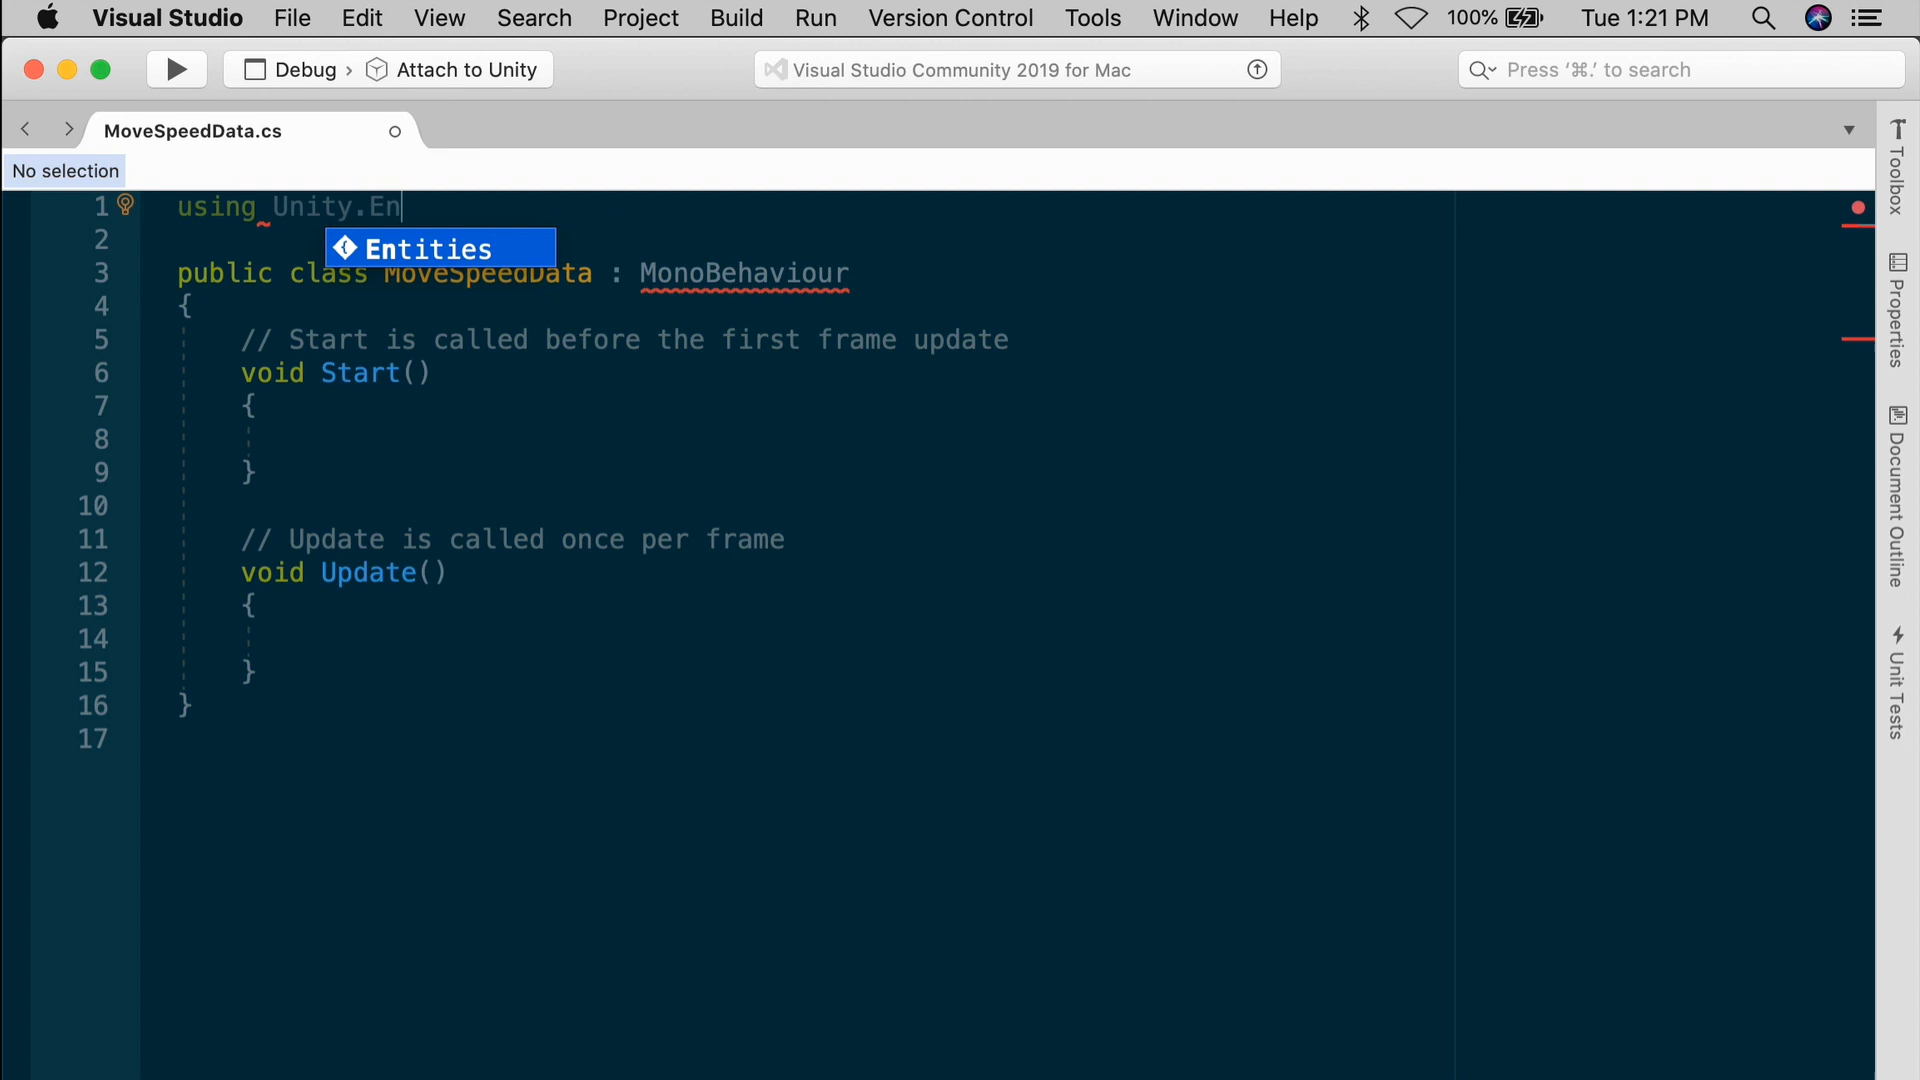 Visual Studio File Edit View Search Project Build Run Version Control Tools Window Help 100% Tue 1:21 PM
Debug › Attach to Unity Visual Studio Community 2019 for Mac Press ‘⌘.’ to search
MoveSpeedData.cs
No selection
1 using Unity.En
Entities
2
3 public class MoveSpeedData : MonoBehaviour
4 {
5 // Start is called before the first frame update
6 void Start()
7 {
8
9 }
10
11 // Update is called once per frame
12 void Update()
13 {
14
15 }
16 }
17
Toolbox
Properties
Document Outline
Unit Tests